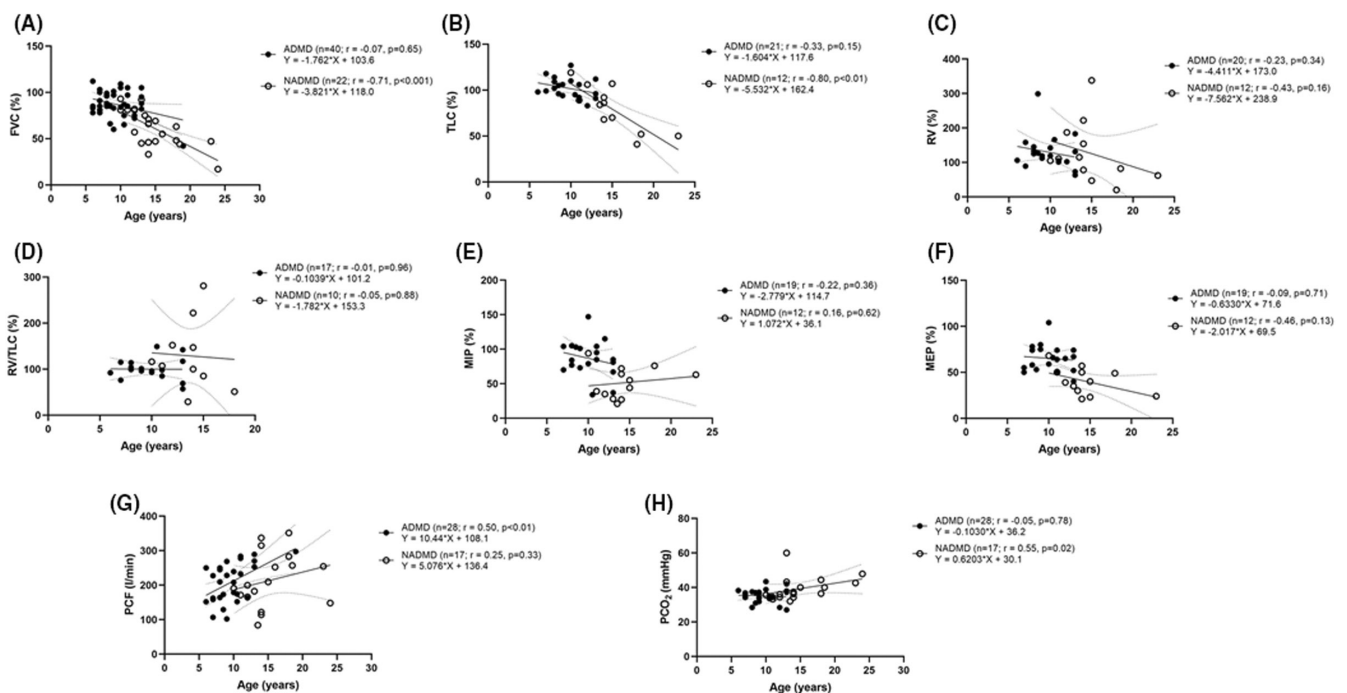 (A)
ADMD (n=40; r = -0.07, p=0.65)
Y = -1.762*X + 103.6
NADMD (n=22; r = -0.71, p<0.001)
Y = -3.821*X + 118.0
FVC (%)
150
100
50
0
0 5 10 15 20 25 30
Age (years)
(B)
ADMD (n=21; r = -0.33, p=0.15)
Y = -1.604*X + 117.6
NADMD (n=12; r = -0.80, p<0.01)
Y = -5.532*X + 162.4
TLC (%)
150
100
50
0
0 5 10 15 20 25
Age (years)
(C)
ADMD (n=20; r = -0.23, p=0.34)
Y = -4.411*X + 173.0
NADMD (n=12; r = -0.43, p=0.16)
Y = -7.562*X + 238.9
RV (%)
400
300
200
100
0
0 5 10 15 20 25
Age (years)
(D)
ADMD (n=17; r = -0.01, p=0.96)
Y = -0.1039*X + 101.2
NADMD (n=10; r = -0.05, p=0.88)
Y = -1.782*X + 153.3
RV/TLC (%)
300
200
100
0
0 5 10 15 20
Age (years)
(E)
ADMD (n=19; r = -0.22, p=0.36)
Y = -2.779*X + 114.7
NADMD (n=12; r = 0.16, p=0.62)
Y = 1.072*X + 36.1
MIP (%)
200
150
100
50
0
0 5 10 15 20 25
Age (years)
(F)
ADMD (n=19; r = -0.09, p=0.71)
Y = -0.6330*X + 71.6
NADMD (n=12; r = -0.46, p=0.13)
Y = -2.017*X + 69.5
MEP (%)
150
100
50
0
0 5 10 15 20 25
Age (years)
(G)
ADMD (n=28; r = 0.50, p<0.01)
Y = 10.44*X + 108.1
NADMD (n=17; r = 0.25, p=0.33)
Y = 5.076*X + 136.4
PCF (l/min)
400
300
200
100
0
0 5 10 15 20 25 30
Age (years)
(H)
ADMD (n=28; r = -0.05, p=0.78)
Y = -0.1030*X + 36.2
NADMD (n=17; r = 0.55, p=0.02)
Y = 0.6203*X + 30.1
PCO₂ (mmHg)
80
60
40
20
0
0 5 10 15 20 25 30
Age (years)